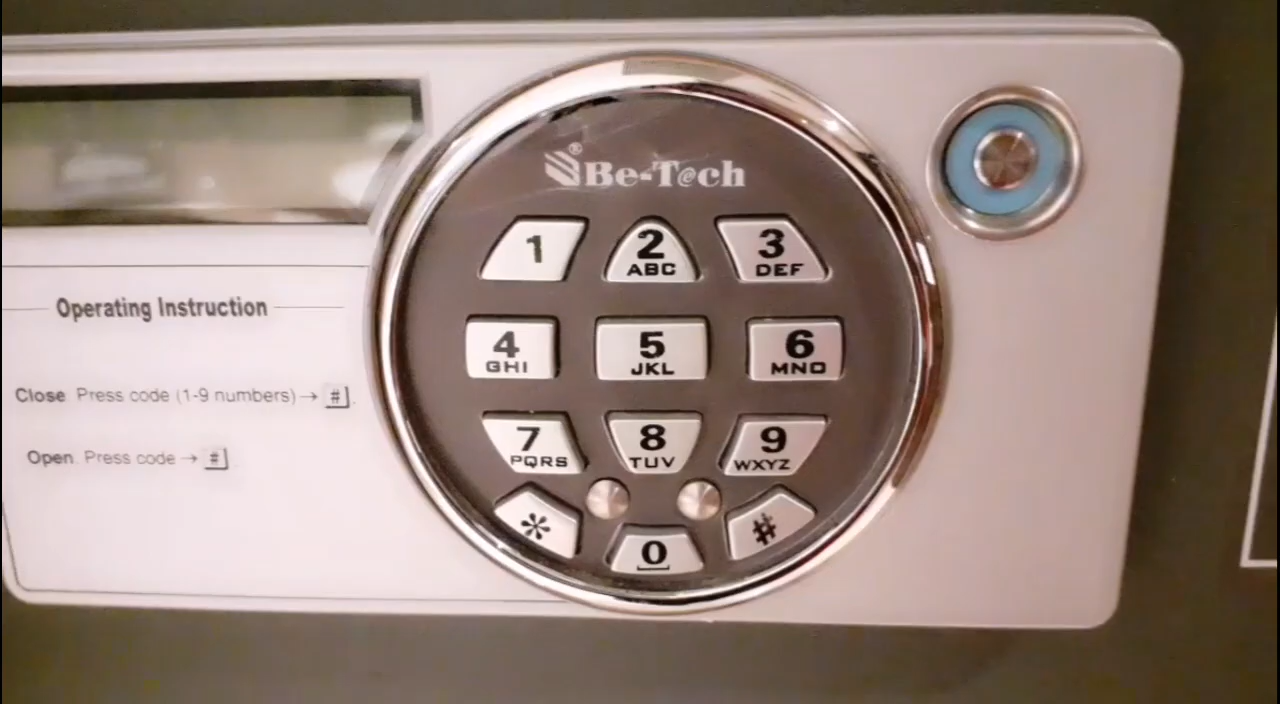 ® Be-Tech
1
2
ABC
3
DEF
Operating Instruction
4
GHI
5
JKL
6
MNO
Close Press code (1-9 numbers) → #.
Open. Press code → #
7
PQRS
8
TUV
9
WXYZ
*
0
#